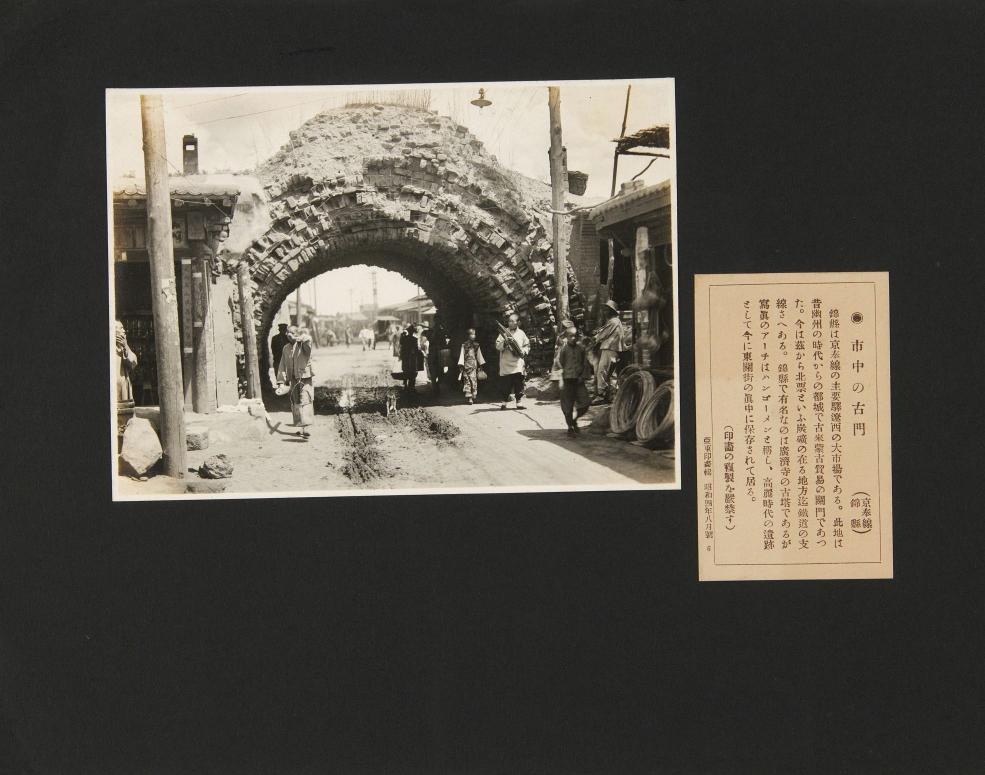 ◉市中の古門
(京奉線
錦縣)
錦縣は京奉線の主要驛遼西の大市場である。此地は
昔幽州の時代からの都城で古來蒙古貿易の關門であつ
た。今は茲から北票といふ炭礦の在る地方迄鐵道の支
線さへある。錦縣で有名なのは廣濟寺の古塔であるが
寫眞のアーチはハンゴーメンと稱し、高麗時代の遺跡
として今に東關街の眞中に保存されて居る。
(印畫の複製を嚴禁す)
亞東印畫輯 昭和四年八月號 6